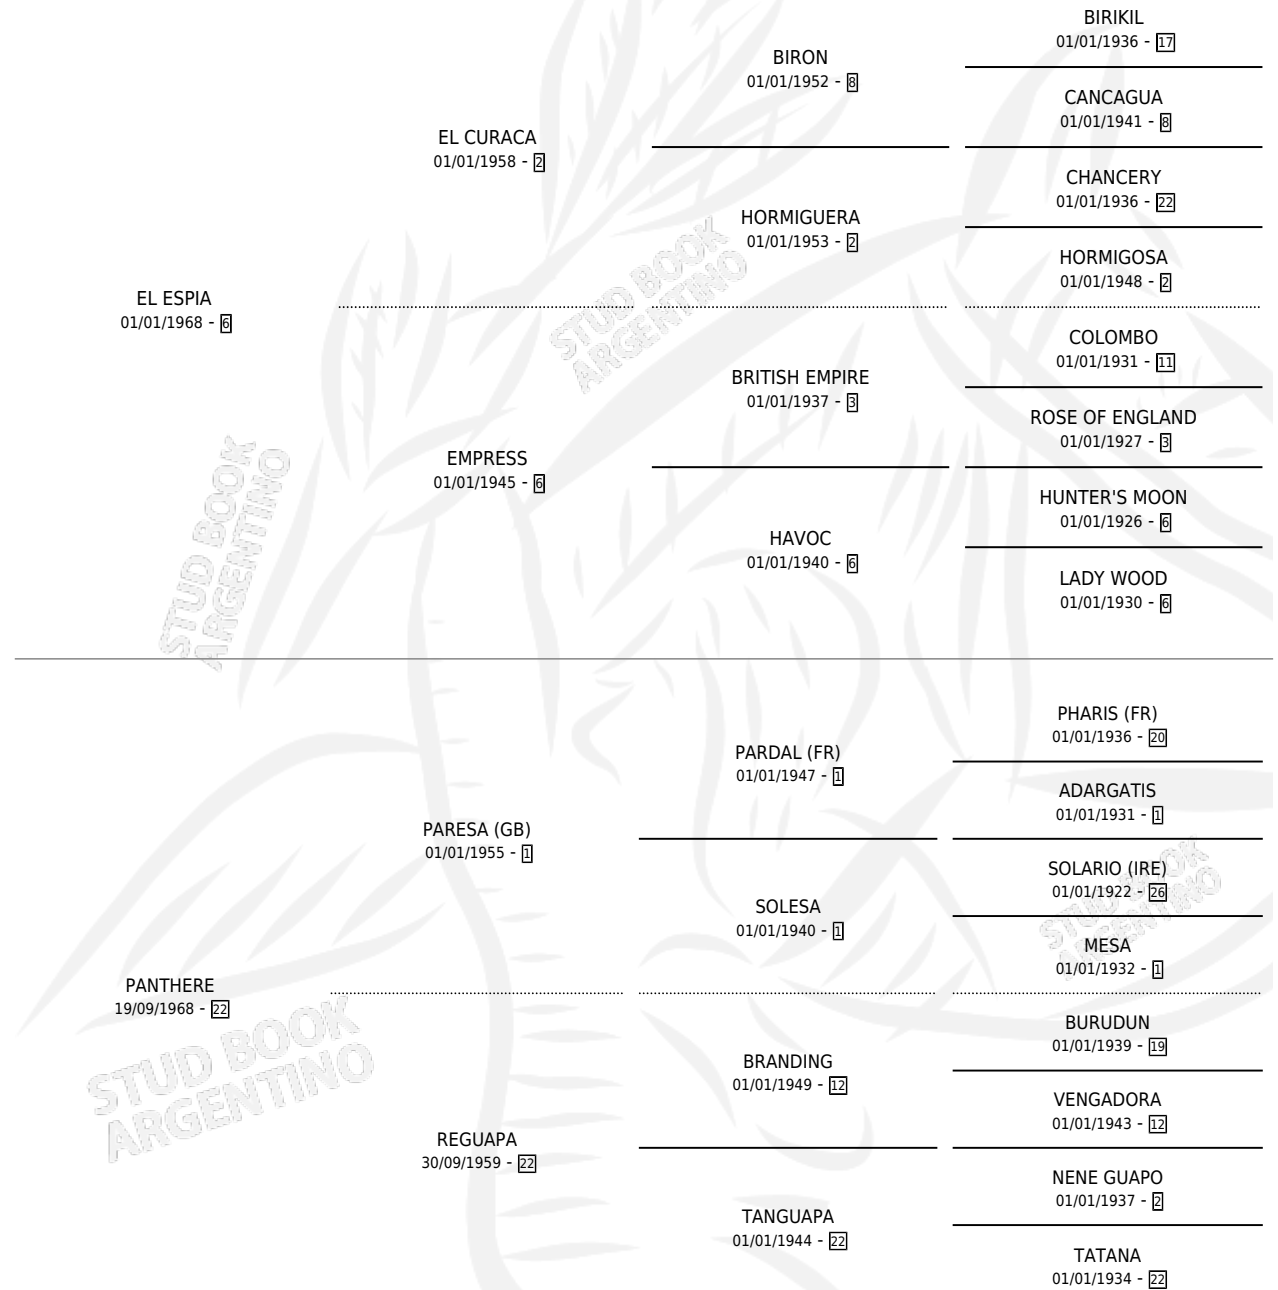 BIRIKIL
01/01/1936 - 17
BIRON
01/01/1952 - 8
CANCAGUA
01/01/1941 - 8
EL CURACA
01/01/1958 - 2
CHANCERY
01/01/1936 - 22
HORMIGUERA
01/01/1953 - 2
HORMIGOSA
01/01/1948 - 2
EL ESPIA
01/01/1968 - 6
COLOMBO
01/01/1931 - 11
BRITISH EMPIRE
01/01/1937 - 3
ROSE OF ENGLAND
01/01/1927 - 3
EMPRESS
01/01/1945 - 6
HUNTER'S MOON
01/01/1926 - 6
HAVOC
01/01/1940 - 6
LADY WOOD
01/01/1930 - 6
PHARIS (FR)
01/01/1936 - 20
PARDAL (FR)
01/01/1947 - 1
ADARGATIS
01/01/1931 - 1
PARESA (GB)
01/01/1955 - 1
SOLARIO (IRE)
01/01/1922 - 26
SOLESA
01/01/1940 - 1
MESA
01/01/1932 - 1
PANTHERE
19/09/1968 - 22
BURUDUN
01/01/1939 - 19
BRANDING
01/01/1949 - 12
VENGADORA
01/01/1943 - 12
REGUAPA
30/09/1959 - 22
NENE GUAPO
01/01/1937 - 2
TANGUAPA
01/01/1944 - 22
TATANA
01/01/1934 - 22
STUD BOOK
ARGENTINO
STUD BOOK
ARGENTINO
STUD BOOK
ARGENTINO
STUD BOOK
ARGENTINO